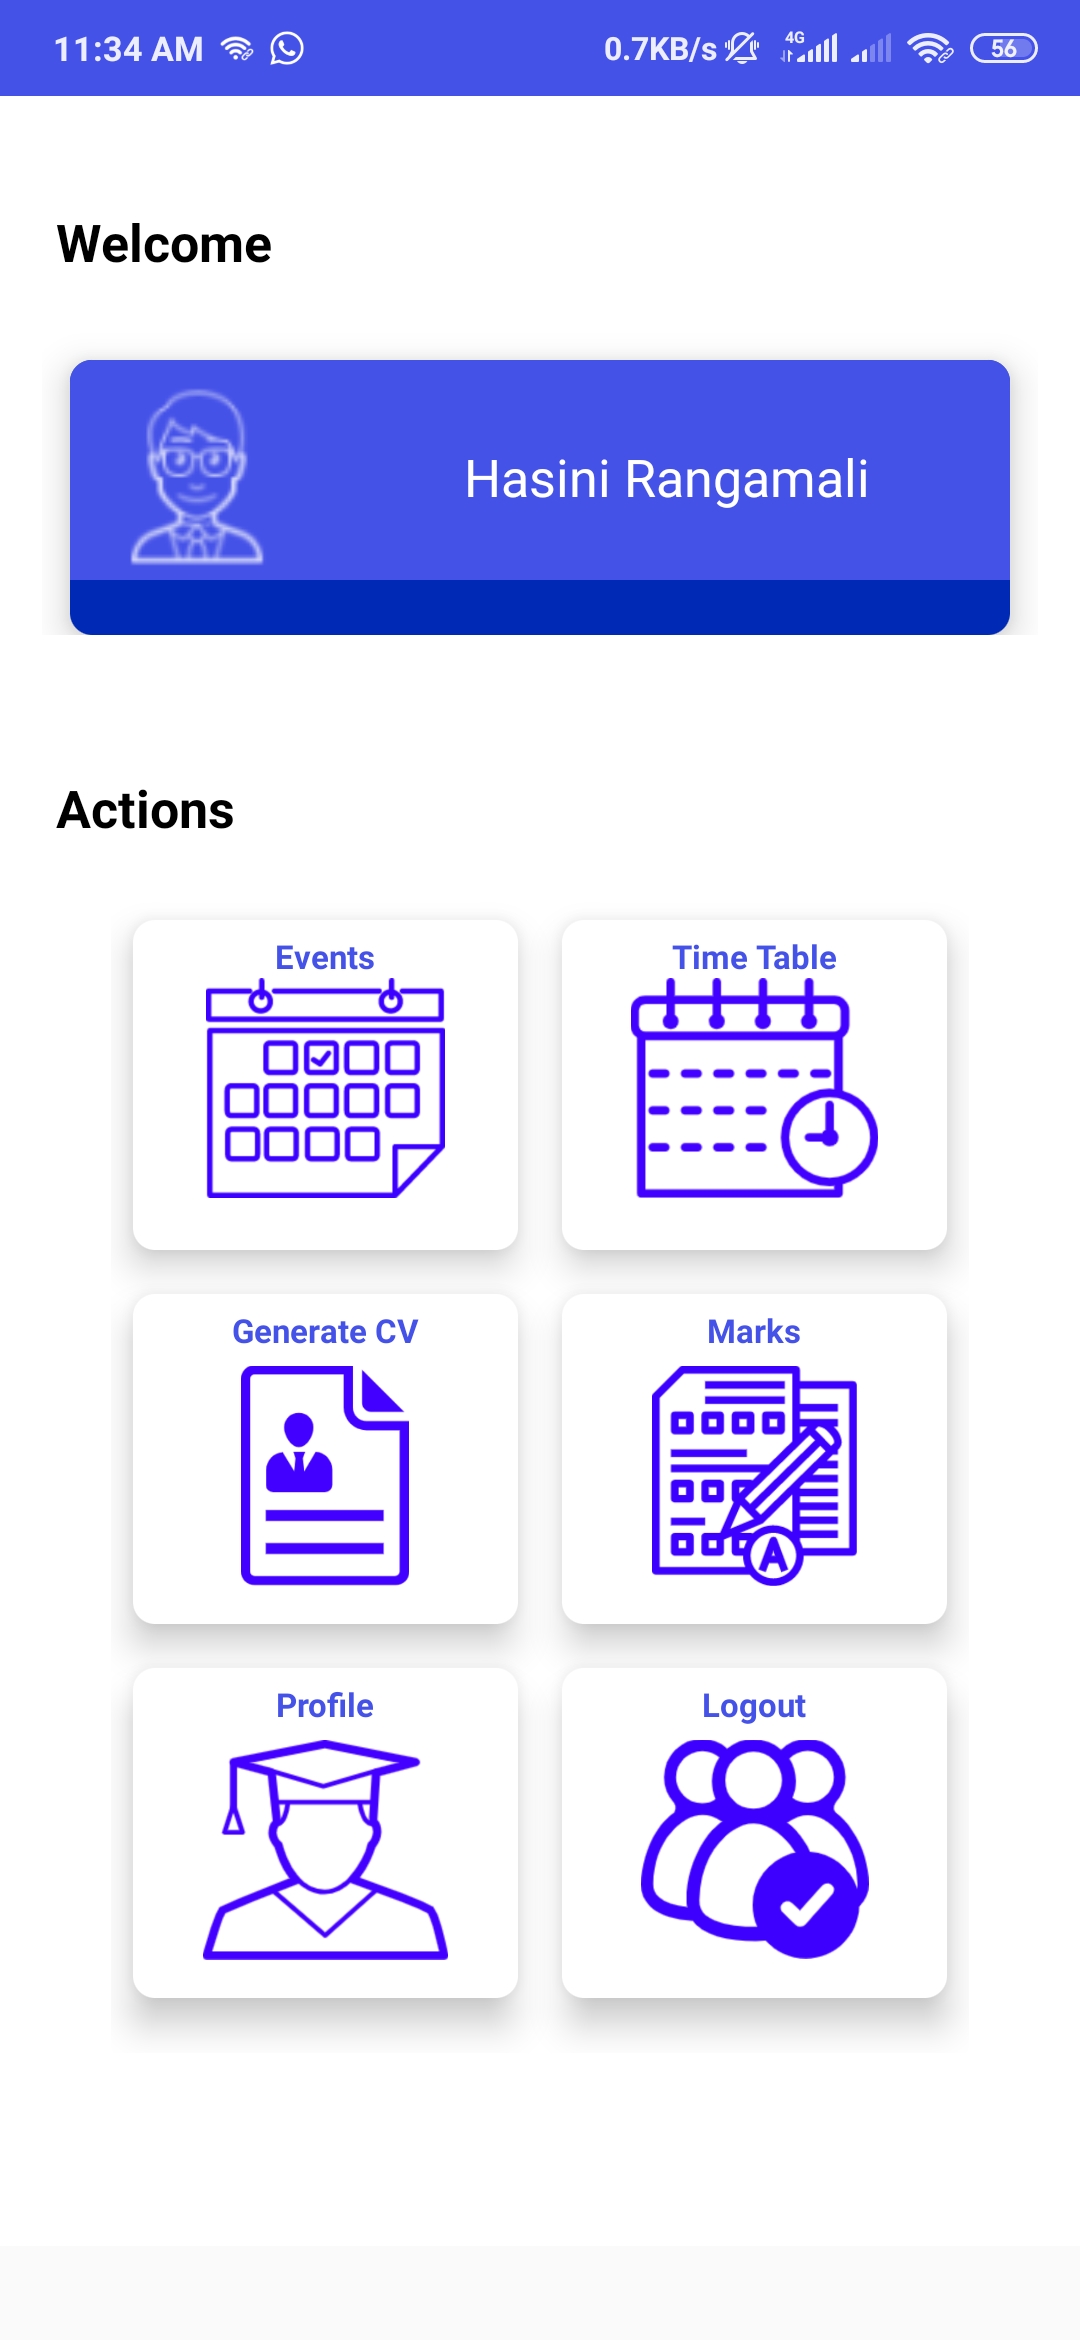 11:34 AM 0.7KB/s 4G 56
Welcome
Hasini Rangamali
Actions
Events Time Table
Generate CV Marks
A
Profile Logout